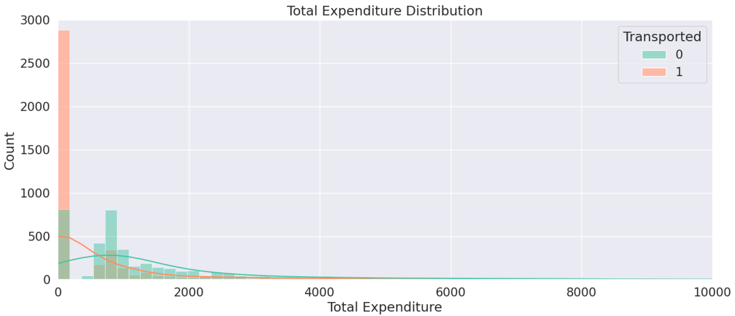 Total Expenditure Distribution
3000
2500
2000
1500
1000
500
0
Count
Transported
0
1
0 2000 4000 6000 8000 10000
Total Expenditure